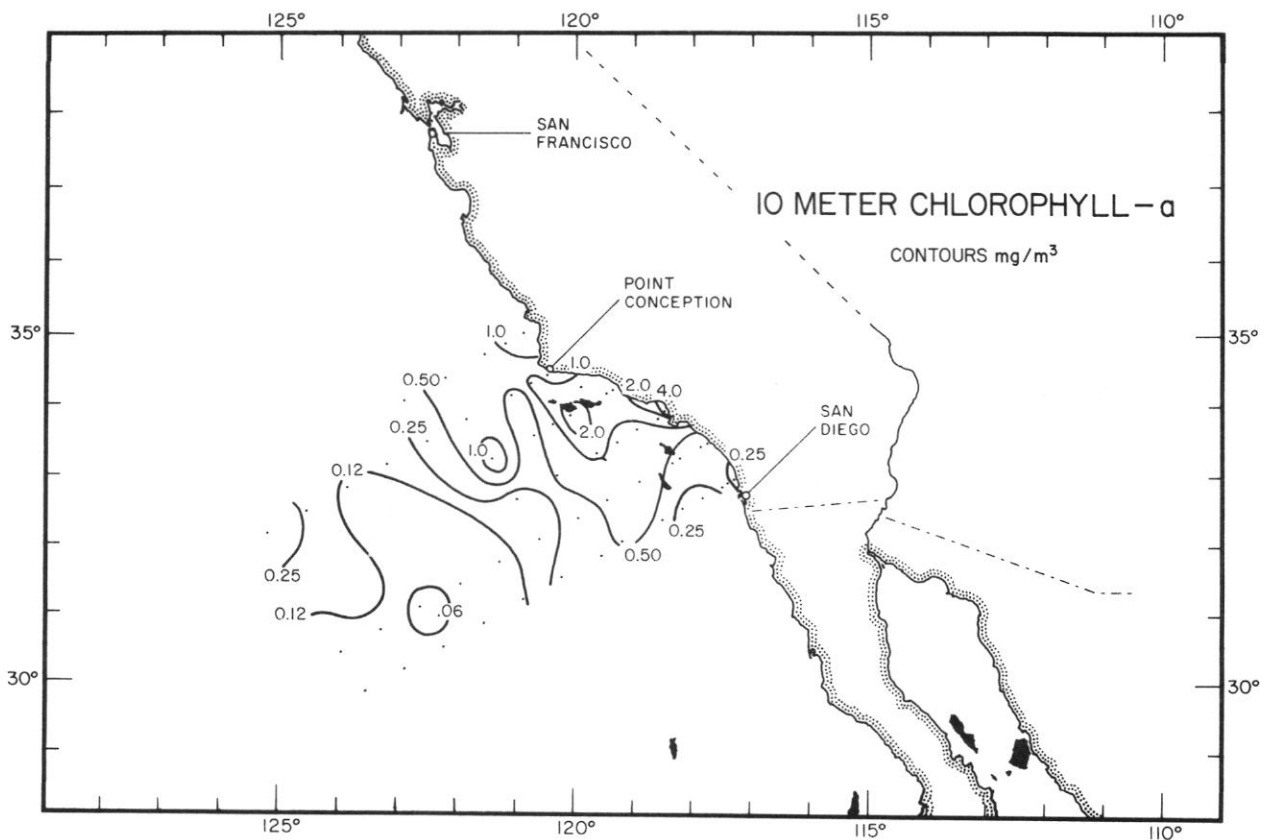 125° 120° 115° 110°
SAN
FRANCISCO
10 METER CHLOROPHYLL-a
CONTOURS mg/m³
POINT
CONCEPTION
35° 35°
1.0
1.0
0.50
2.0 4.0
SAN
DIEGO
0.25
2.0
1.0
0.25
0.12
0.25
0.50
0.25
0.12
.06
30° 30°
125° 120° 115° 110°